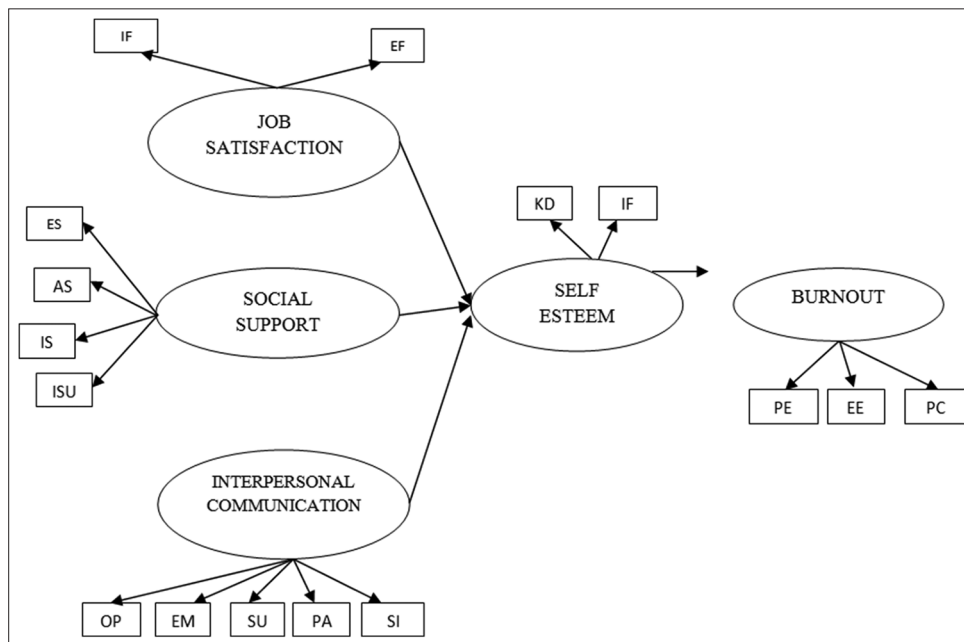 IF
EF
JOB
SATISFACTION
KD
IF
ES
AS
IS
ISU
SOCIAL
SUPPORT
SELF
ESTEEM
BURNOUT
PE
EE
PC
INTERPERSONAL
COMMUNICATION
OP
EM
SU
PA
SI